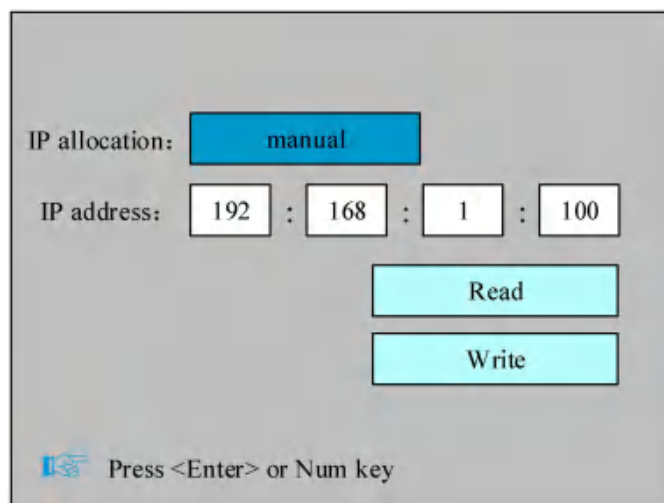 IP allocation: manual
IP address: 192 : 168 : 1 : 100
Read
Write
Press <Enter> or Num key